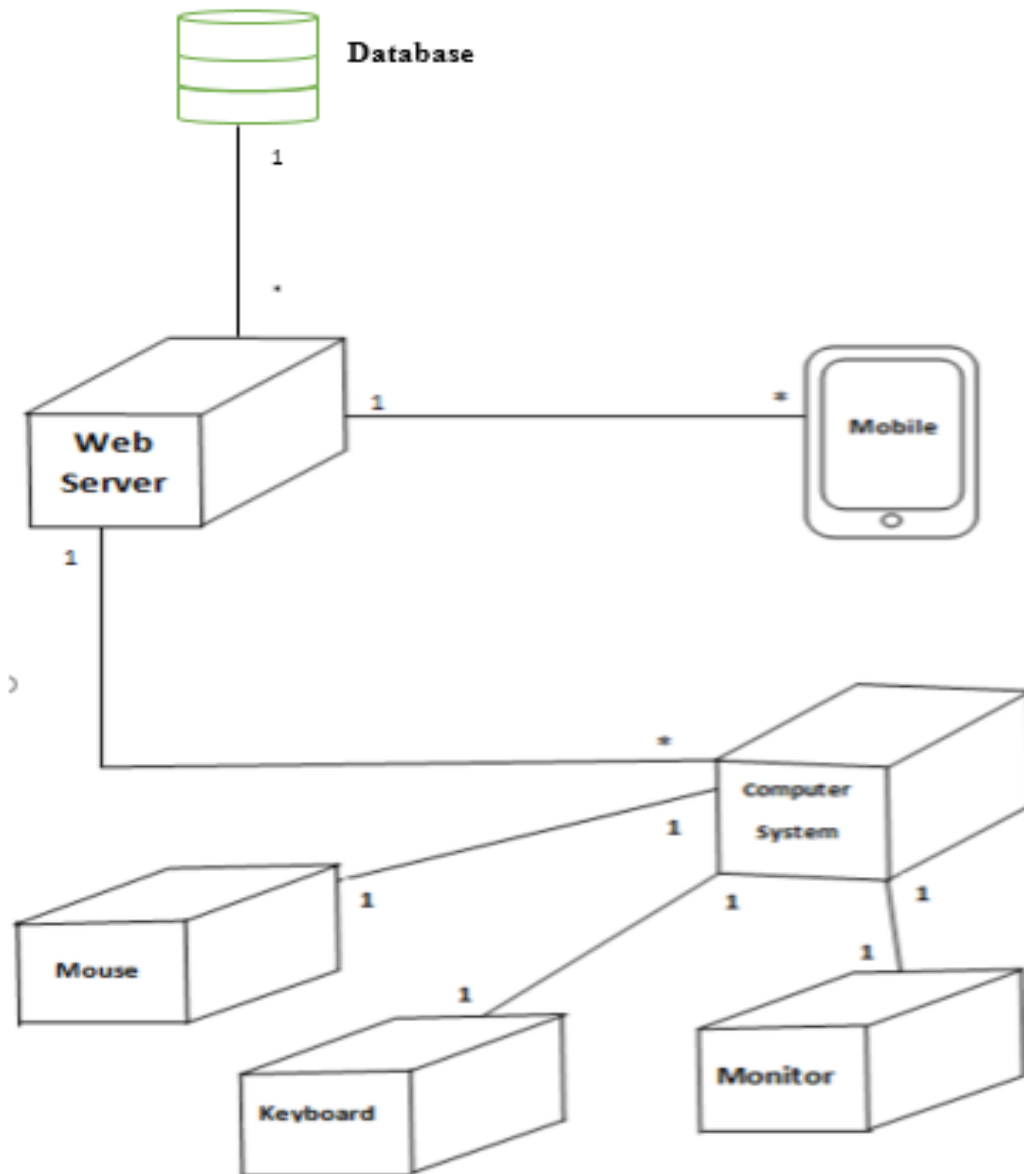 Database
1
*
Web
Server
1
*
Mobile
1
*
Computer
System
1
1
1
1
1
1
Mouse
Keyboard
Monitor